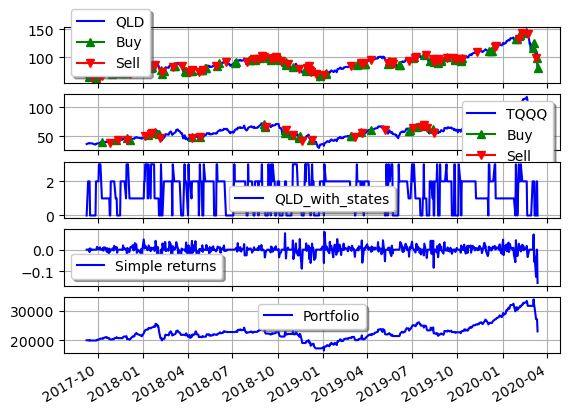 QLD
Buy
Sell
150
100
TQQQ
Buy
Sell
100
50
QLD_with_states
2
0
Simple returns
0.0
−0.1
Portfolio
30000
20000
2017-10
2018-01
2018-04
2018-07
2018-10
2019-01
2019-04
2019-07
2019-10
2020-01
2020-04